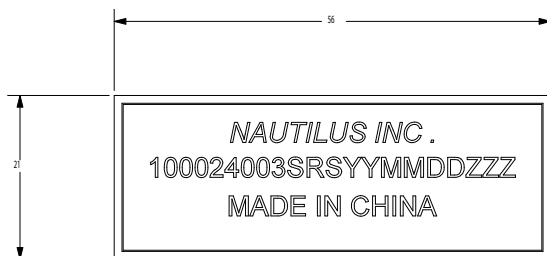 56
21
NAUTILUS INC .
100024003SRSYYMMDDZZZ
MADE IN CHINA